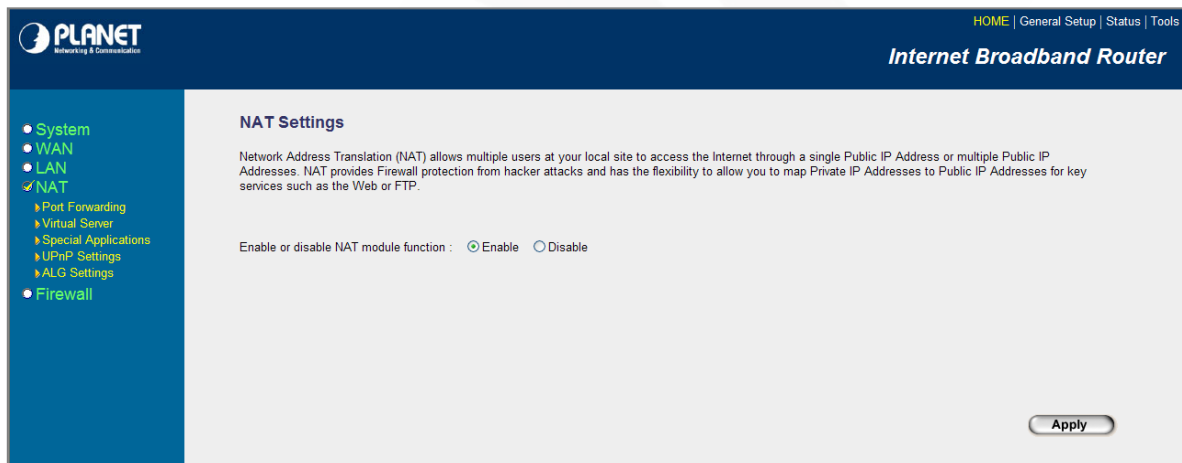 PLANET
Networking & Communication
HOME | General Setup | Status | Tools
Internet Broadband Router
System
WAN
LAN
NAT
Port Forwarding
Virtual Server
Special Applications
UPnP Settings
ALG Settings
Firewall
NAT Settings
Network Address Translation (NAT) allows multiple users at your local site to access the Internet through a single Public IP Address or multiple Public IP
Addresses. NAT provides Firewall protection from hacker attacks and has the flexibility to allow you to map Private IP Addresses to Public IP Addresses for key
services such as the Web or FTP.
Enable or disable NAT module function : Enable Disable
Apply